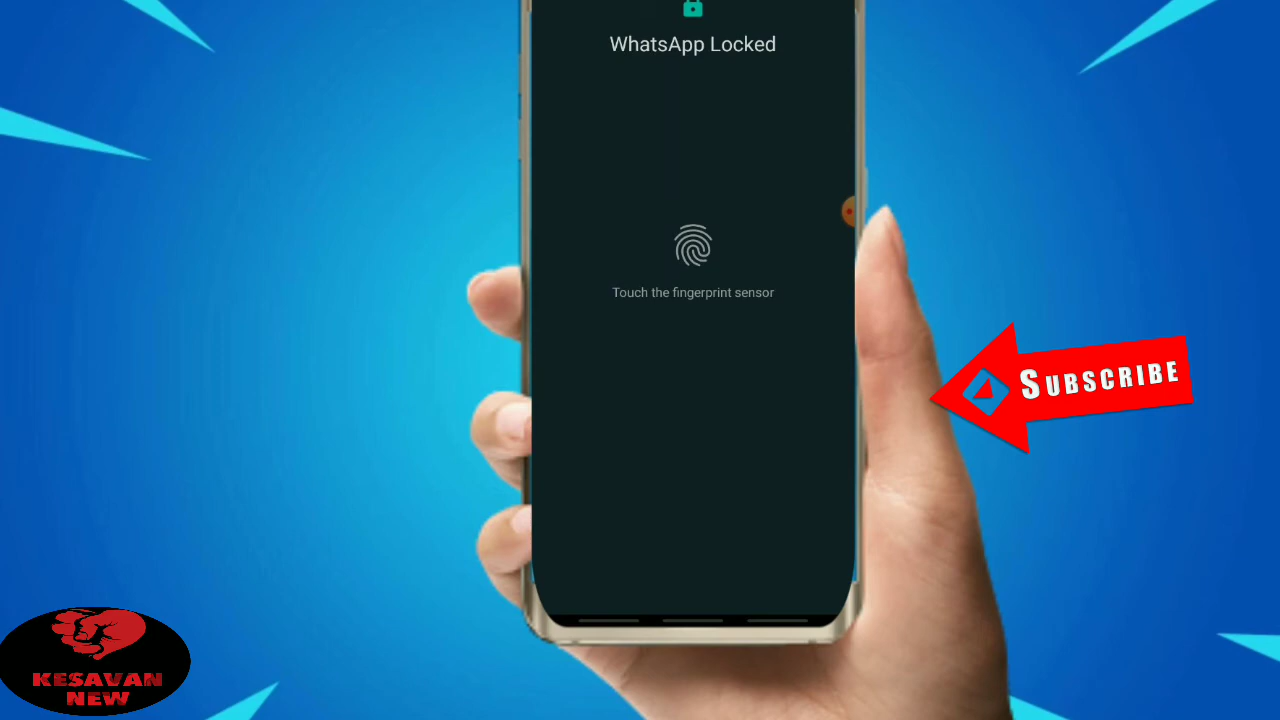 WhatsApp Locked
Touch the fingerprint sensor
SUBSCRIBE
KESAVAN
NEW